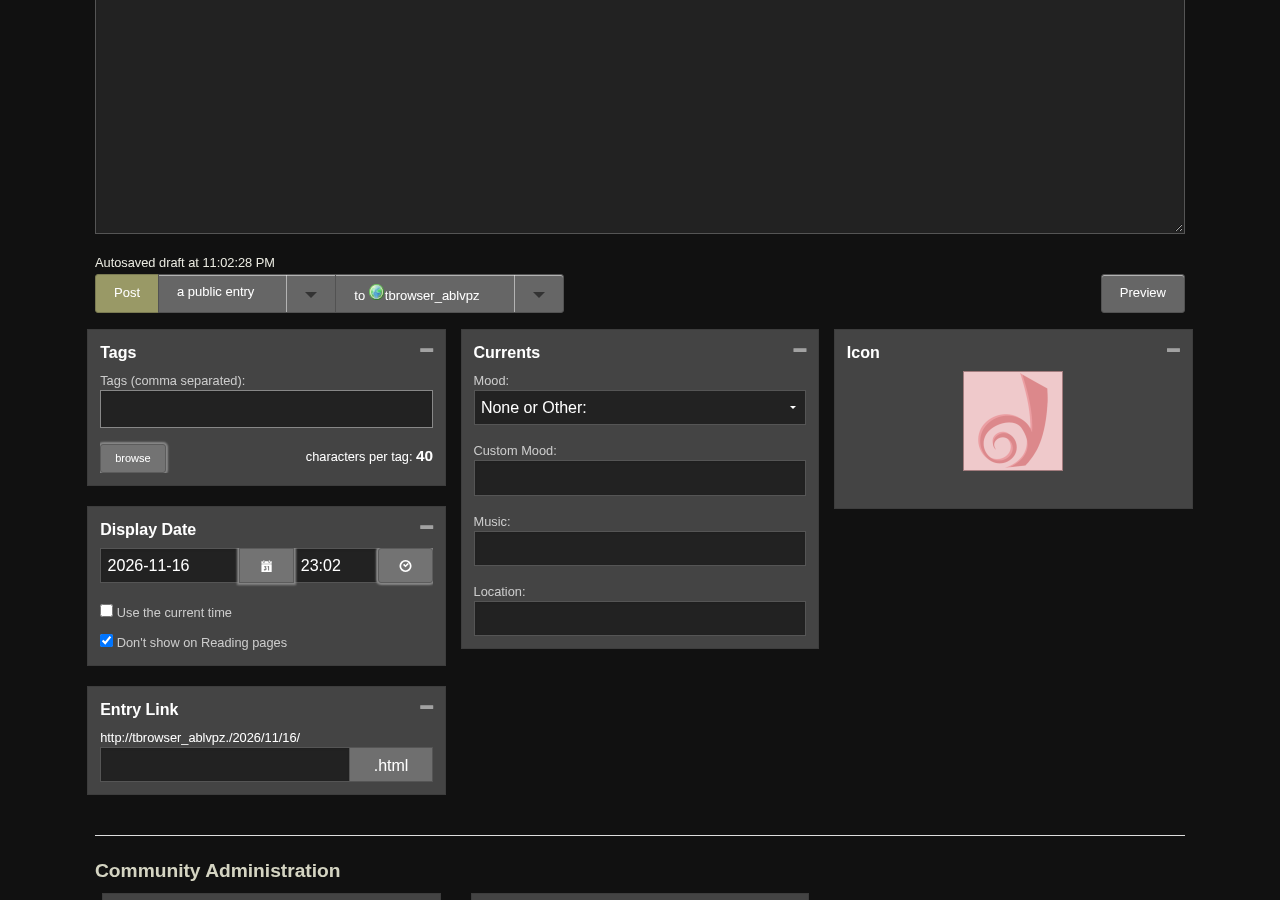 Autosaved draft at 11:02:28 PM
Post a public entry to tbrowser_ablvpz Preview
Tags
Tags (comma separated):
browse characters per tag: 40
Display Date
2026-11-16 23:02
Use the current time
Don't show on Reading pages
Entry Link
http://tbrowser_ablvpz./2026/11/16/
.html
Currents
Mood:
None or Other:
Custom Mood:
Music:
Location:
Icon
Community Administration